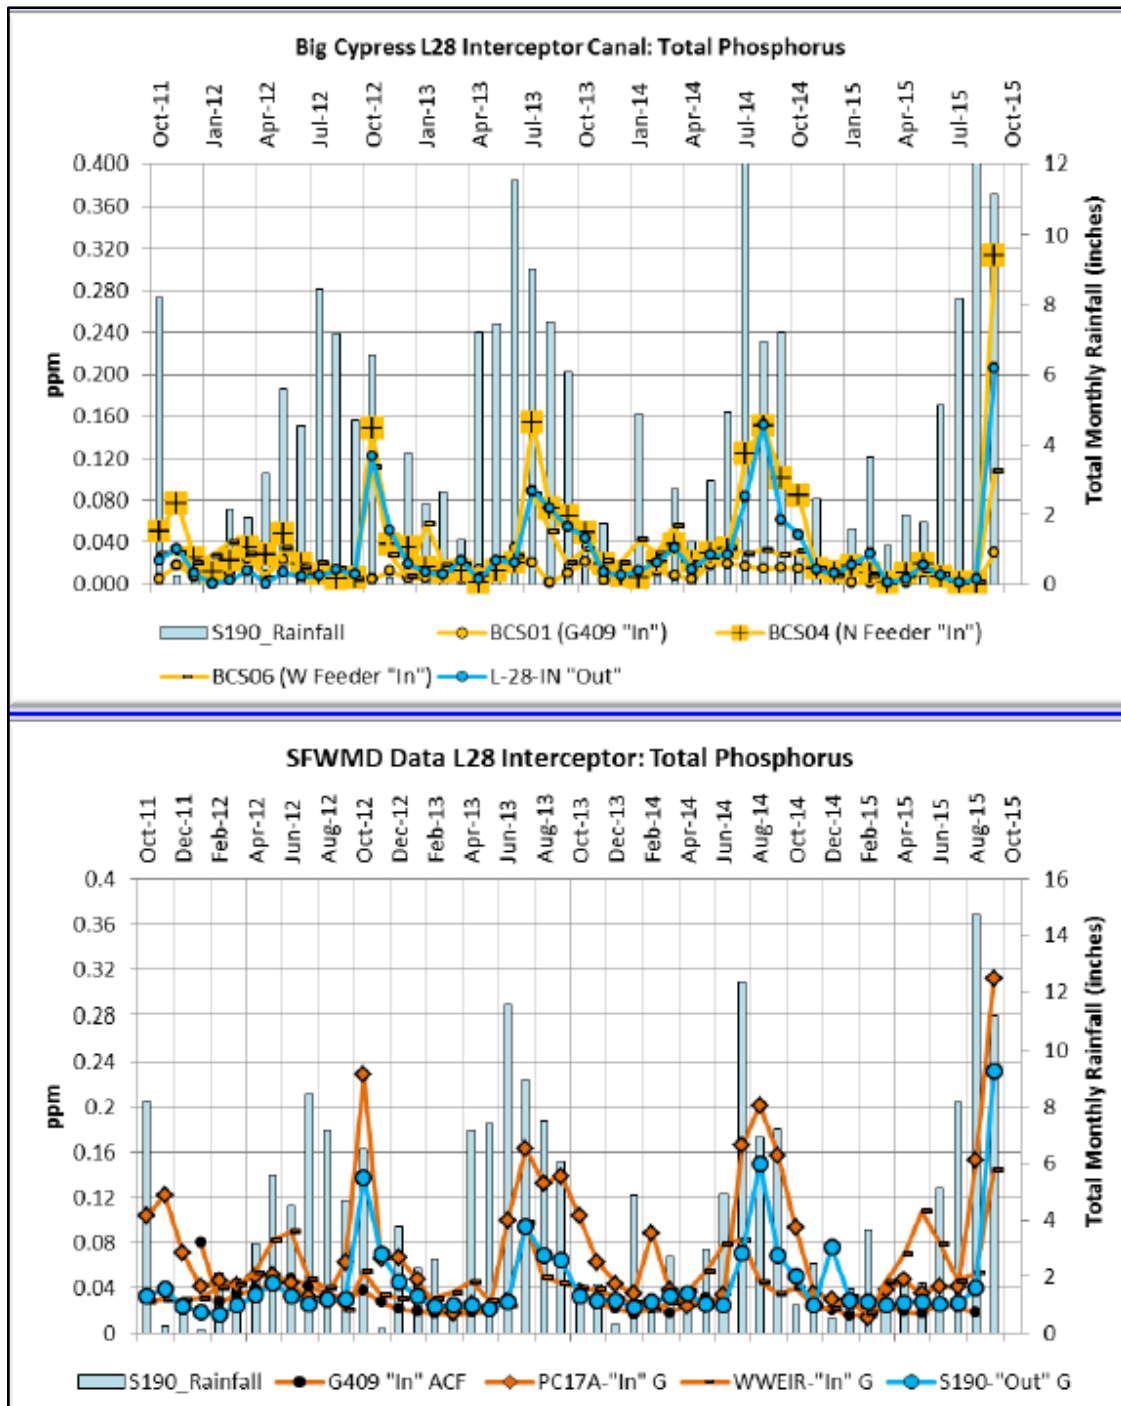 Big Cypress L28 Interceptor Canal: Total Phosphorus
Oct-11 Jan-12 Apr-12 Jul-12 Oct-12 Jan-13 Apr-13 Jul-13 Oct-13 Jan-14 Apr-14 Jul-14 Oct-14 Jan-15 Apr-15 Jul-15 Oct-15
0.400 12
0.360
0.320 10
0.280
0.240 8
0.200 6
0.160
0.120 4
0.080 2
0.040
0.000 0
ppm
Total Monthly Rainfall (inches)
S190_Rainfall BCS01 (G409 "In") BCS04 (N Feeder "In")
BCS06 (W Feeder "In") L-28-IN "Out"
SFWMD Data L28 Interceptor: Total Phosphorus
Oct-11 Dec-11 Feb-12 Apr-12 Jun-12 Aug-12 Oct-12 Dec-12 Feb-13 Apr-13 Jun-13 Aug-13 Oct-13 Dec-13 Feb-14 Apr-14 Jun-14 Aug-14 Oct-14 Dec-14 Feb-15 Apr-15 Jun-15 Aug-15 Oct-15
0.4 16
0.36 14
0.32
0.28 12
0.24 10
0.2 8
0.16 6
0.12
0.08 4
0.04 2
0 0
ppm
Total Monthly Rainfall (inches)
S190_Rainfall G409 "In" ACF PC17A-"In" G WWEIR-"In" G S190-"Out" G